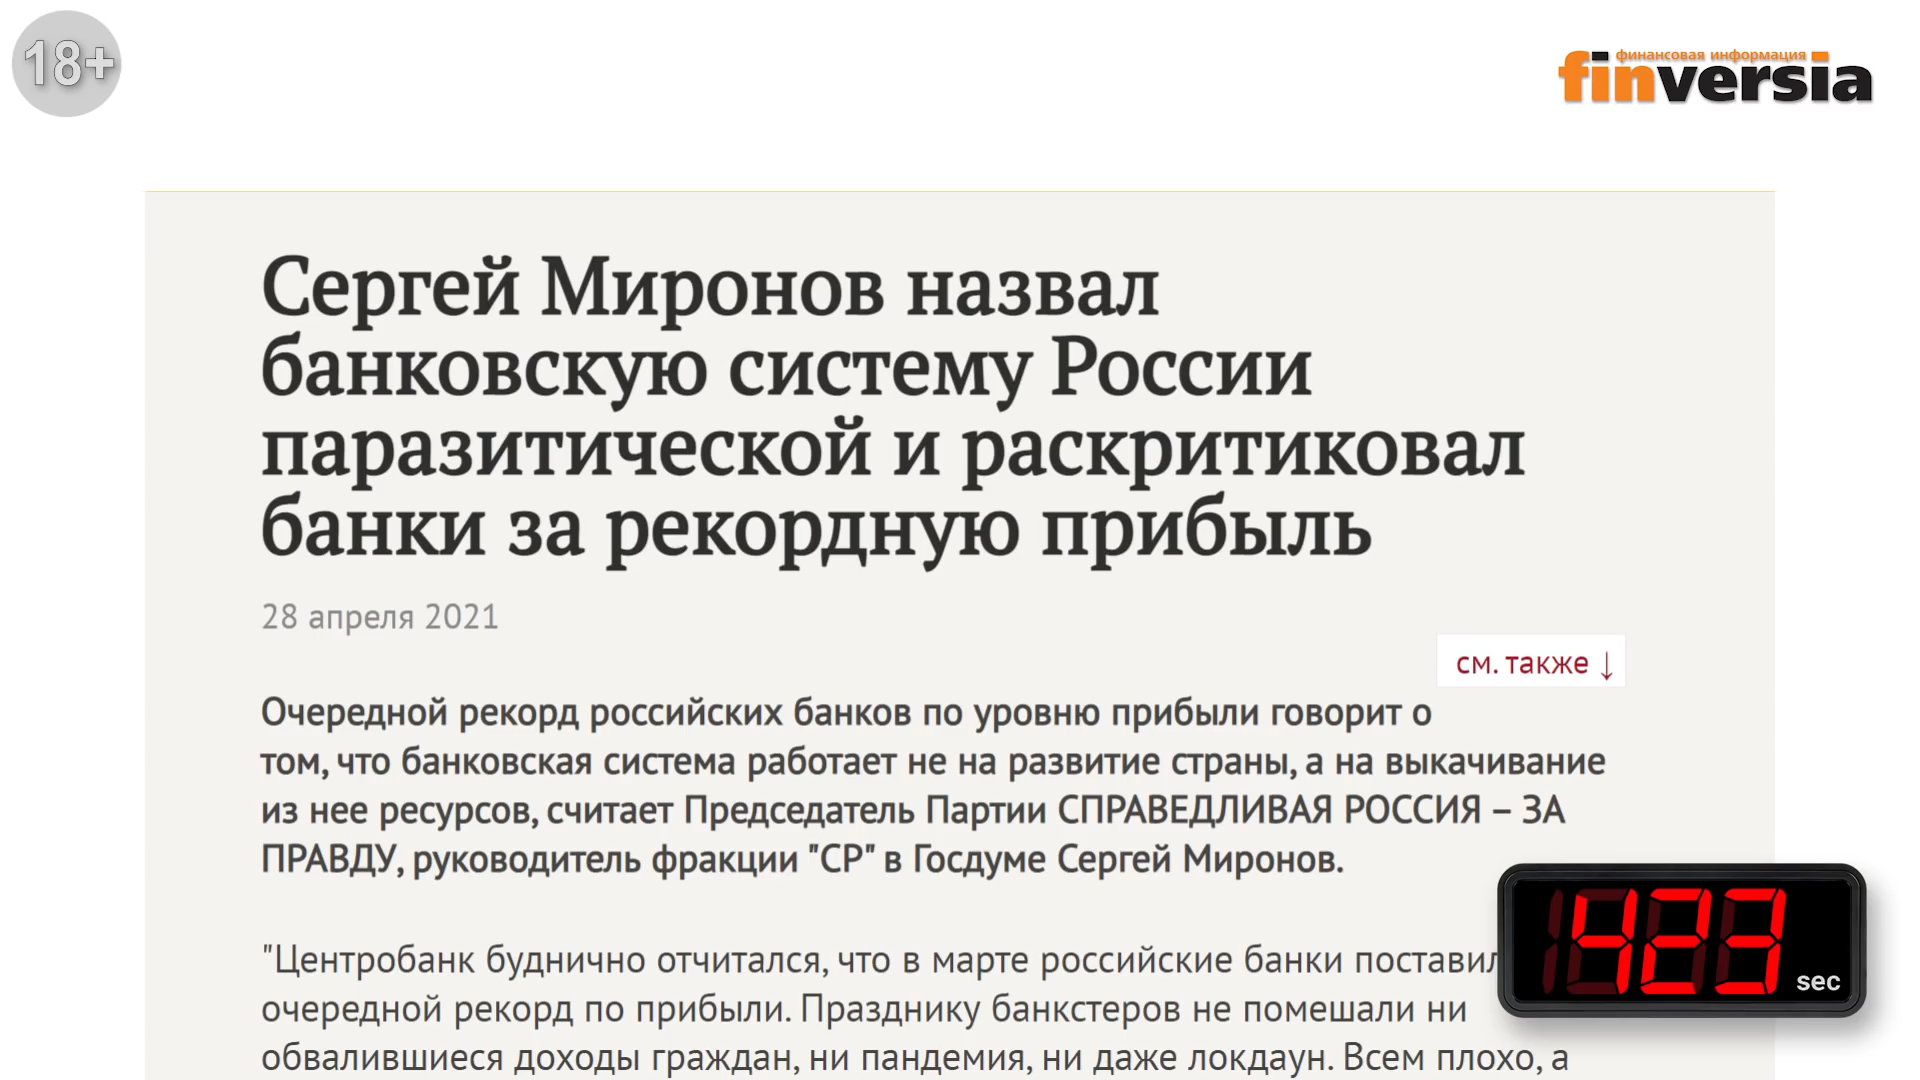 18+
финансовая информация
finversia
Сергей Миронов назвал
банковскую систему России
паразитической и раскритиковал
банки за рекордную прибыль
28 апреля 2021
см. также ↓
Очередной рекорд российских банков по уровню прибыли говорит о
том, что банковская система работает не на развитие страны, а на выкачивание
из нее ресурсов, считает Председатель Партии СПРАВЕДЛИВАЯ РОССИЯ – ЗА
ПРАВДУ, руководитель фракции "СР" в Госдуме Сергей Миронов.
"Центробанк буднично отчитался, что в марте российские банки
очередной рекорд по прибыли. Празднику банкстеров не помешали ни
обвалившиеся доходы граждан, ни пандемия, ни даже локдаун. Всем плохо, а
423 sec